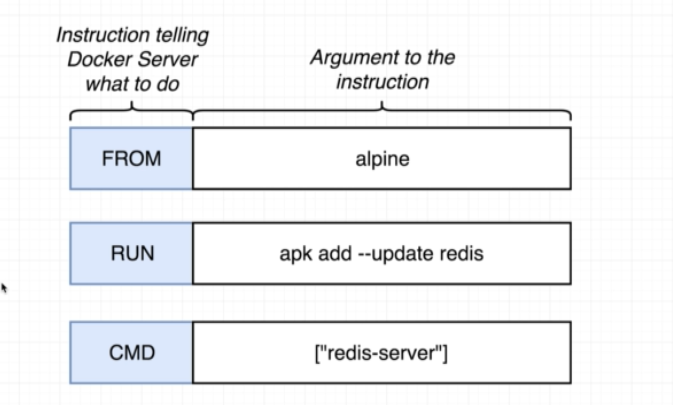 Instruction telling
Docker Server
what to do
Argument to the
instruction
FROM alpine
RUN apk add --update redis
CMD ["redis-server"]